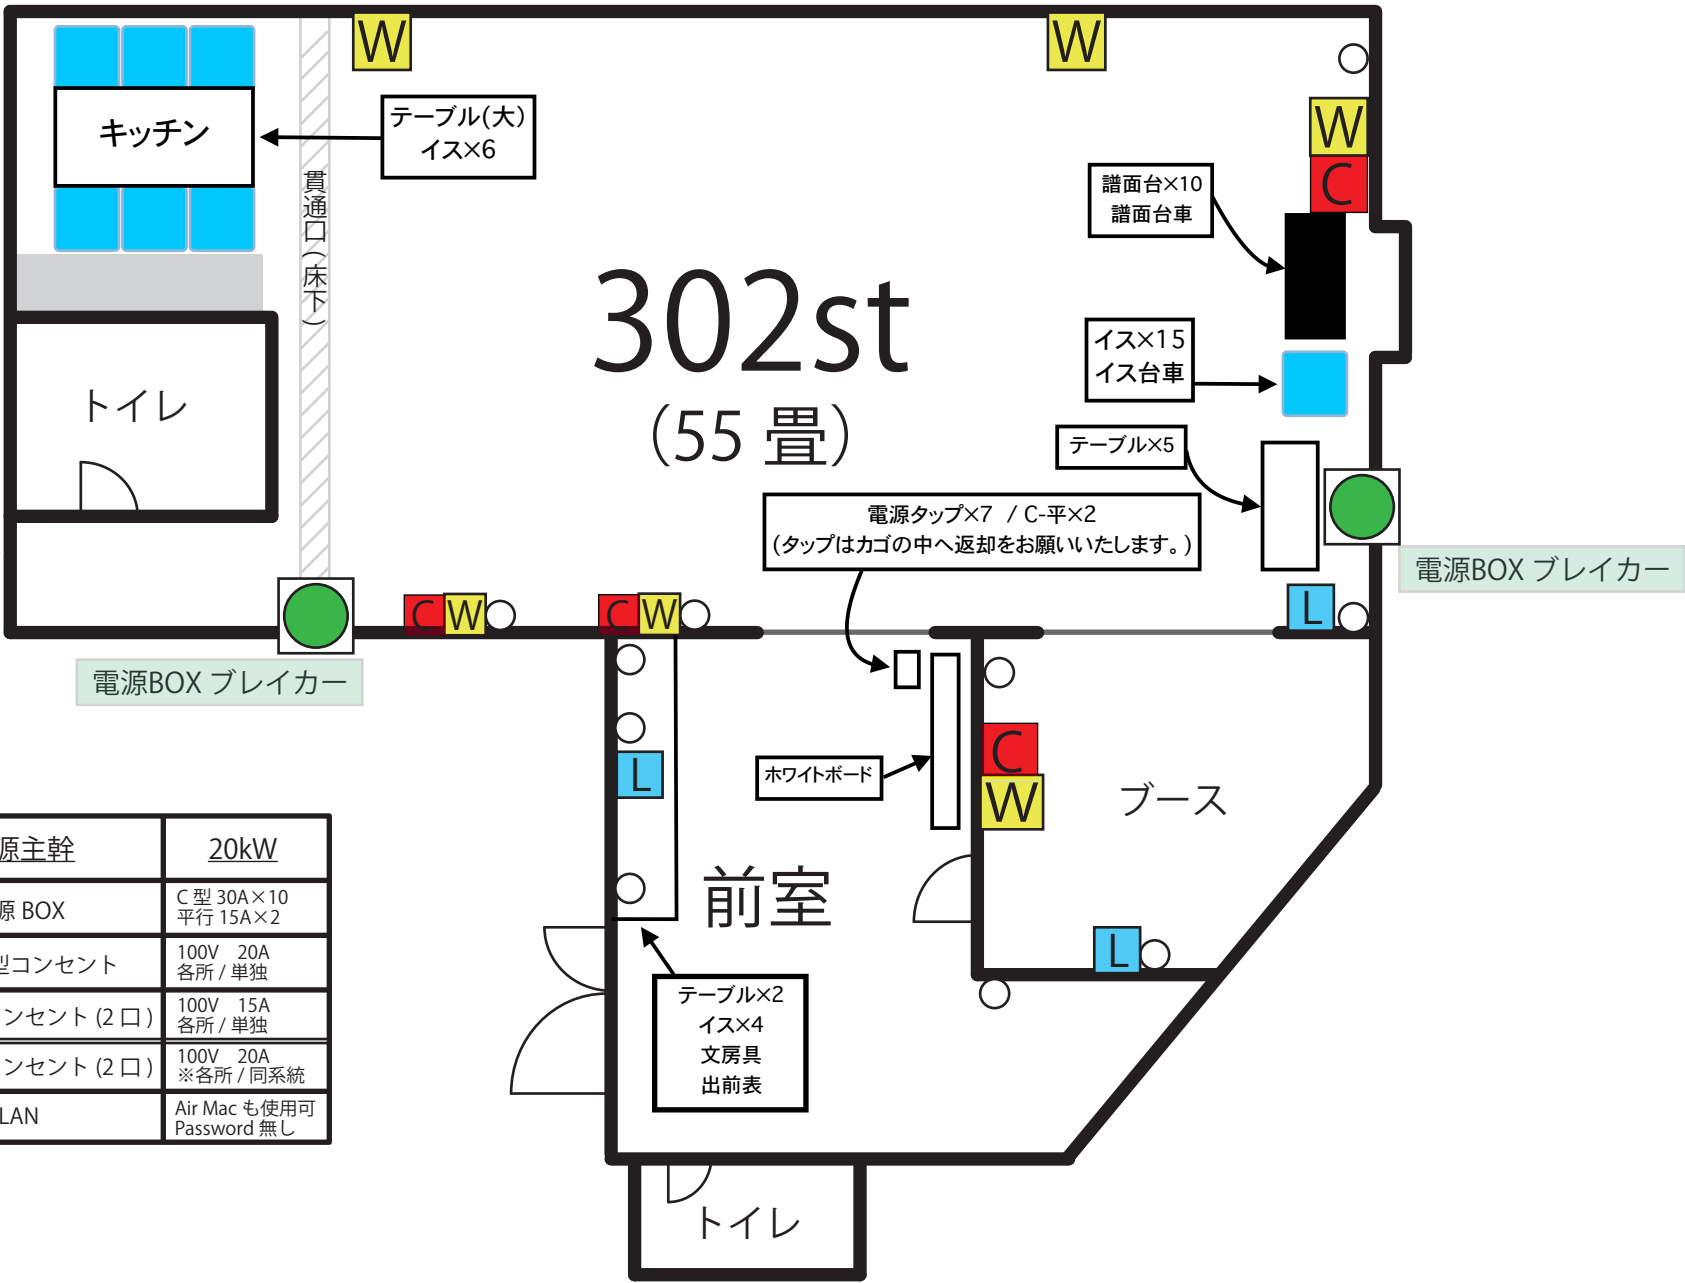 W
W
キッチン
テーブル(大)
イス×6
W
C
貫通口(床下)
譜面台×10
譜面台車
302st
(55 畳)
イス×15
イス台車
トイレ
テーブル×5
電源タップ×7 / C-平×2
(タップはカゴの中へ返却をお願いいたします。)
電源BOX ブレイカー
C W
C W
L
電源BOX ブレイカー
L
ホワイトボード
C
W
ブース
前室
L
源主幹 20kW
源 BOX C 型 30A×10
平行 15A×2
型コンセント 100V 20A
各所 / 単独
ンセント (2 口 ) 100V 15A
各所 / 単独
ンセント (2 口 ) 100V 20A
※各所 / 同系統
LAN Air Mac も使用可
Password 無し
テーブル×2
イス×4
文房具
出前表
トイレ